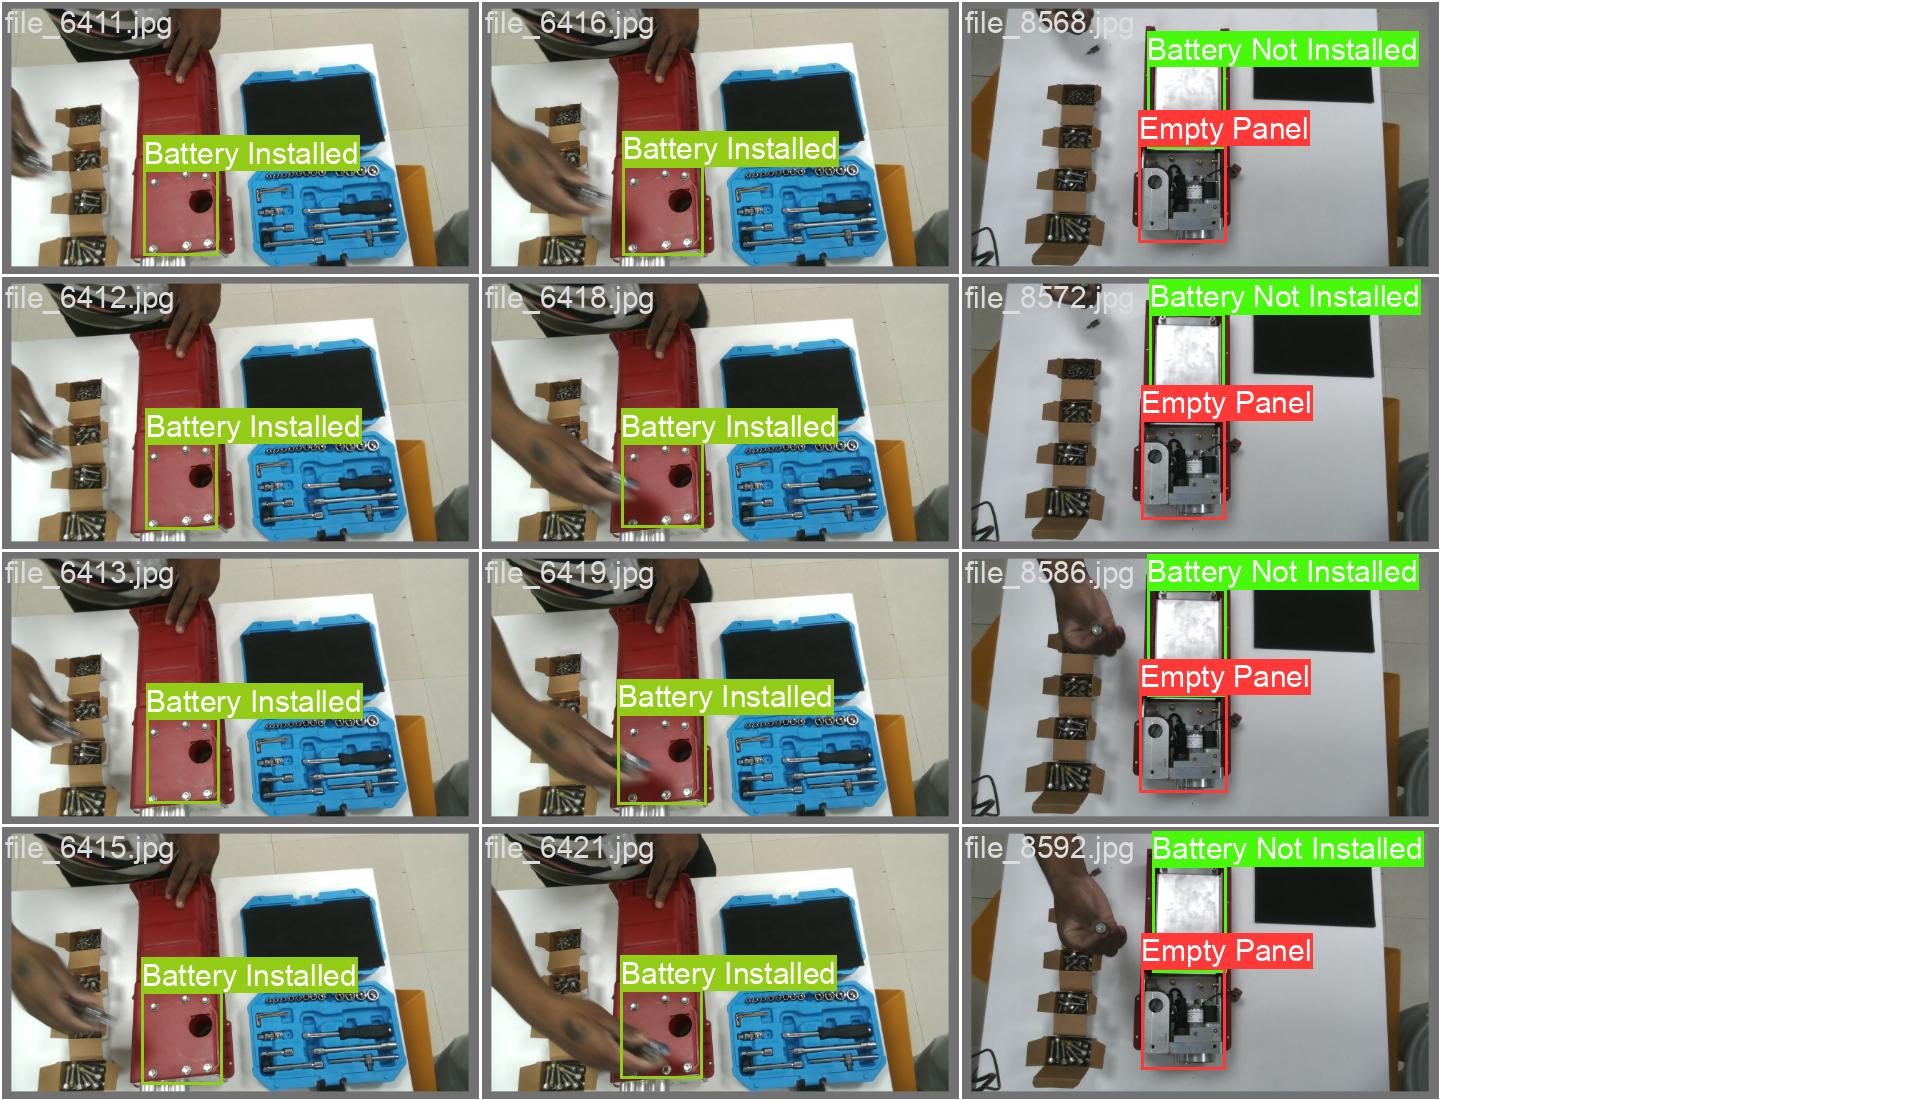 file_6411.jpg
Battery Installed
file_6416.jpg
Battery Installed
file_8568.jpg
Battery Not Installed
Empty Panel
file_6412.jpg
Battery Installed
file_6418.jpg
Battery Installed
file_8572.jpg
Battery Not Installed
Empty Panel
file_6413.jpg
Battery Installed
file_6419.jpg
Battery Installed
file_8586.jpg
Battery Not Installed
Empty Panel
file_6415.jpg
Battery Installed
file_6421.jpg
Battery Installed
file_8592.jpg
Battery Not Installed
Empty Panel